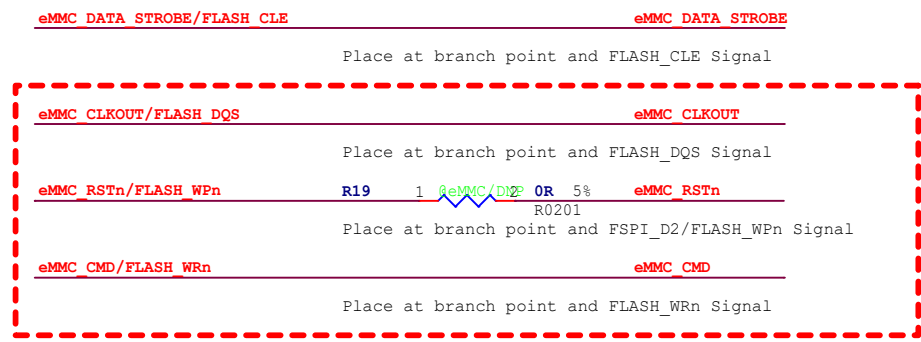 eMMC_DATA_STROBE/FLASH_CLE eMMC_DATA_STROBE
Place at branch point and FLASH_CLE Signal
eMMC_CLKOUT/FLASH_DQS eMMC_CLKOUT
Place at branch point and FLASH_DQS Signal
eMMC_RSTn/FLASH_WPn R19 1 @eMMC/DNP 2 0R 5% eMMC_RSTn
R0201
Place at branch point and FSPI_D2/FLASH_WPn Signal
eMMC_CMD/FLASH_WRn eMMC_CMD
Place at branch point and FLASH_WRn Signal